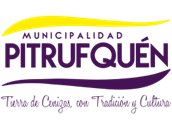 MUNICIPALIDAD
PITRUFQUÉN
Tierra de Cenizas, con Tradición y Cultura